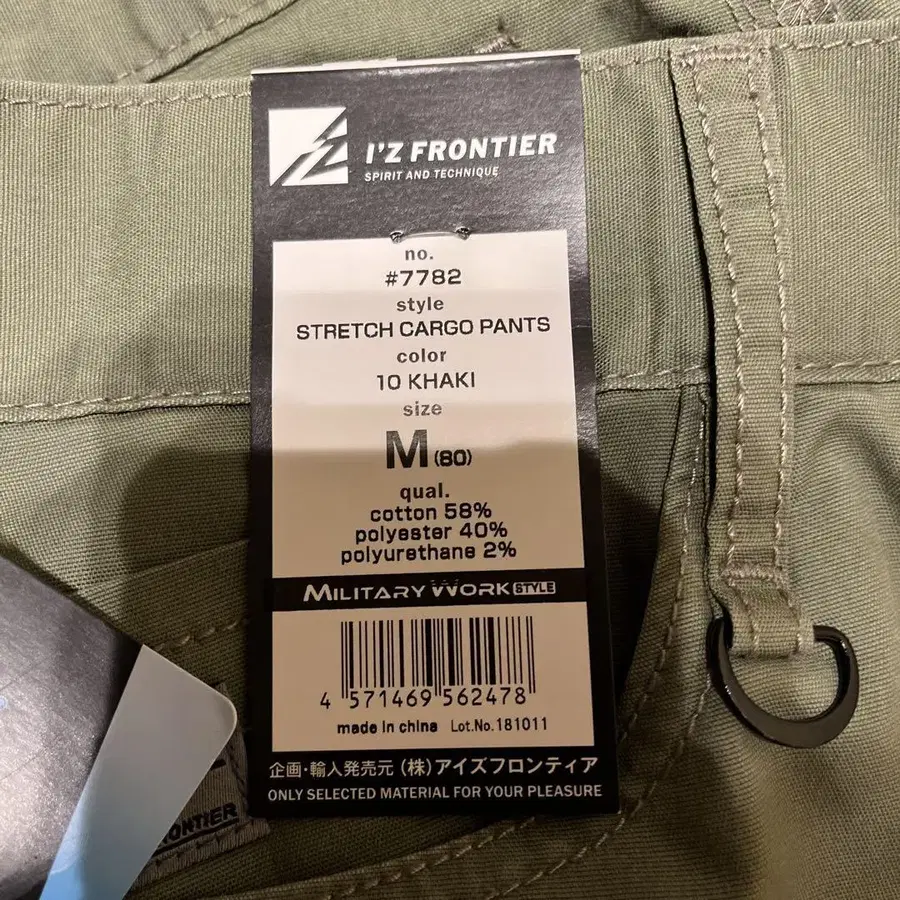 I'Z FRONTIER
SPIRIT AND TECHNIQUE
no.
#7782
style
STRETCH CARGO PANTS
color
10 KHAKI
size
M (80)
qual.
cotton 58%
polyester 40%
polyurethane 2%
MILITARY WORK STYLE
4 571469 562478
made in china Lot.No.181011
企画・輸入発売元 (株)アイズフロンティア
ONLY SELECTED MATERIAL FOR YOUR PLEASURE
FRONTIER